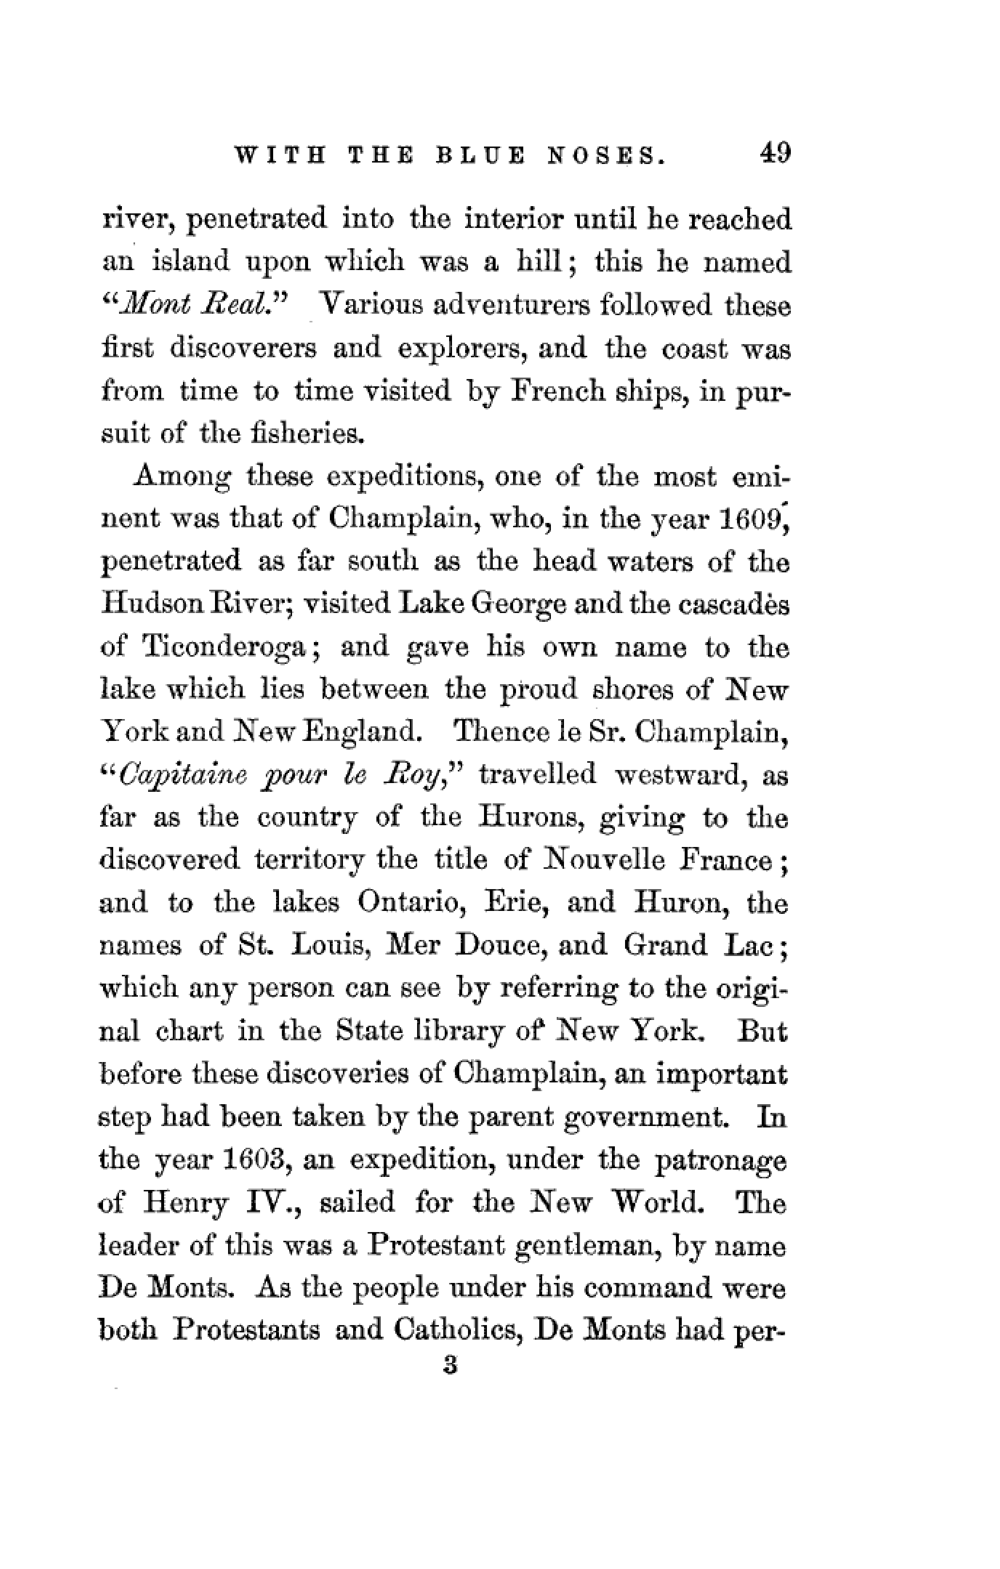 WITH THE BLUE NOSES. 49
river, penetrated into the interior until he reached
an island upon which was a hill; this he named
“Mont Real.” Various adventurers followed these
first discoverers and explorers, and the coast was
from time to time visited by French ships, in pur-
suit of the fisheries.
Among these expeditions, one of the most emi-
nent was that of Champlain, who, in the year 1609,
penetrated as far south as the head waters of the
Hudson River; visited Lake George and the cascades
of Ticonderoga; and gave his own name to the
lake which lies between the proud shores of New
York and New England. Thence le Sr. Champlain,
“Capitaine pour le Roy,” travelled westward, as
far as the country of the Hurons, giving to the
discovered territory the title of Nouvelle France;
and to the lakes Ontario, Erie, and Huron, the
names of St. Louis, Mer Douce, and Grand Lac;
which any person can see by referring to the origi-
nal chart in the State library of New York. But
before these discoveries of Champlain, an important
step had been taken by the parent government. In
the year 1603, an expedition, under the patronage
of Henry IV., sailed for the New World. The
leader of this was a Protestant gentleman, by name
De Monts. As the people under his command were
both Protestants and Catholics, De Monts had per-
3